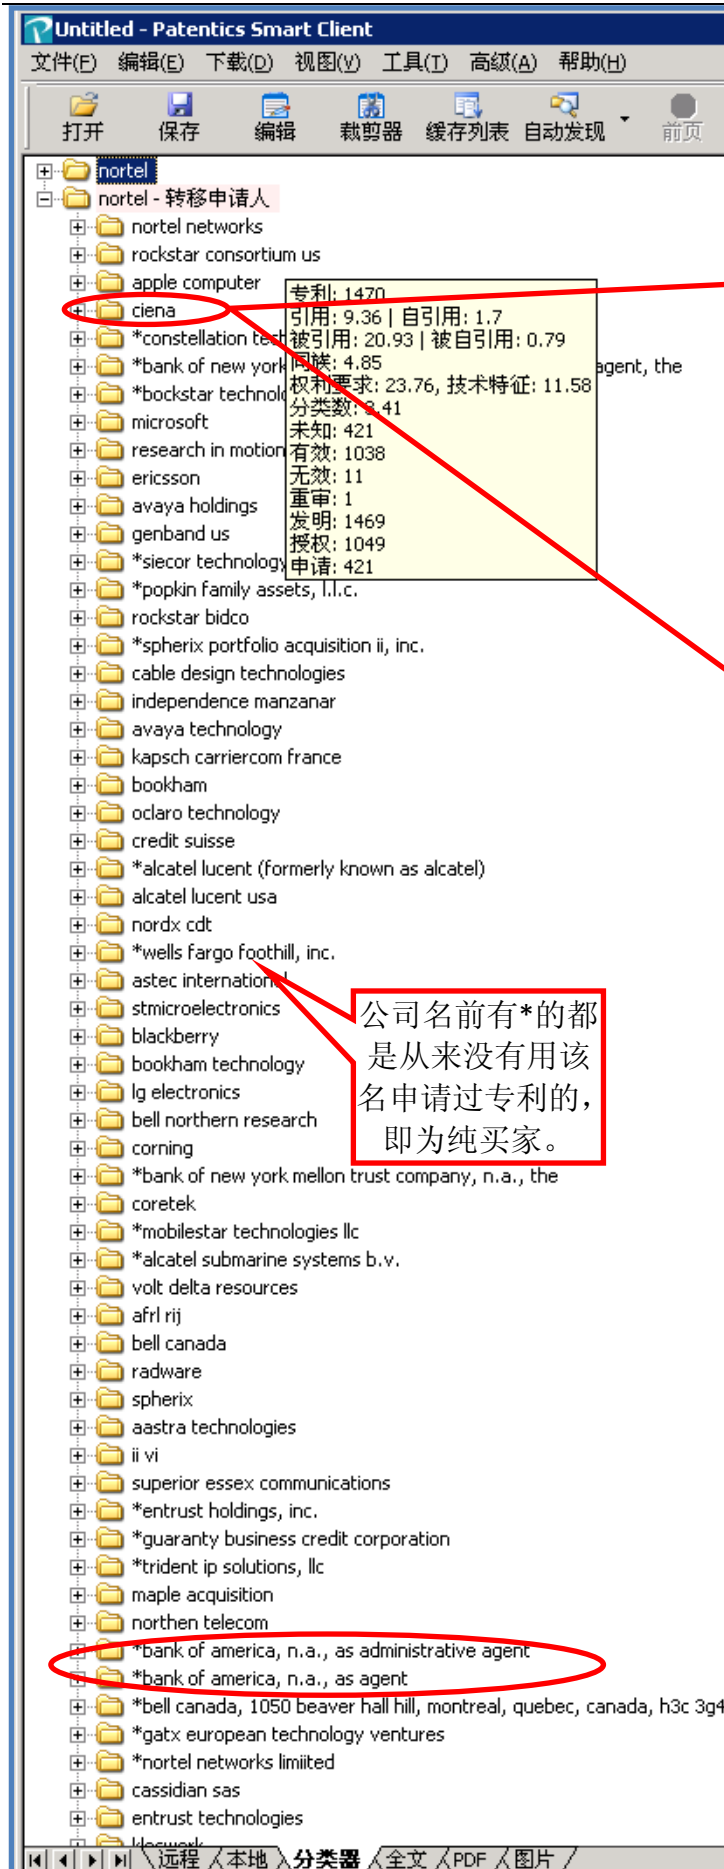 Untitled - Patentics Smart Client
文件(F) 编辑(E) 下载(D) 视图(V) 工具(T) 高级(A) 帮助(H)
打开 保存 编辑 裁剪器 缓存列表 自动发现 前页
nortel
nortel - 转移申请人
nortel networks
rockstar consortium us
apple computer
专利: 1470
ciena
引用: 9.36 | 自引用: 1.7
*constellation tech
被引用: 20.93 | 被自引用: 0.79
*bank of new york
同族: 4.85
agent, the
*bockstar technolo
权利要求: 23.76, 技术特征: 11.58
分类数: 3.41
microsoft
未知: 421
research in motion
有效: 1038
ericsson
无效: 11
avaya holdings
重审: 1
genband us
发明: 1469
授权: 1049
*siecor technology
申请: 421
*popkin family assets, l.l.c.
rockstar bidco
*spherix portfolio acquisition ii, inc.
cable design technologies
independence manzanar
avaya technology
kapsch carriercom france
bookham
oclaro technology
credit suisse
*alcatel lucent (formerly known as alcatel)
alcatel lucent usa
nordx cdt
*wells fargo foothill, inc.
astec international
stmicroelectronics
blackberry
bookham technology
lg electronics
bell northern research
corning
公司名前有*的都
是从来没有用该
名申请过专利的，
即为纯买家。
*bank of new york mellon trust company, n.a., the
coretek
*mobilestar technologies llc
*alcatel submarine systems b.v.
volt delta resources
afrl rij
bell canada
radware
spherix
aastra technologies
ii vi
superior essex communications
*entrust holdings, inc.
*guaranty business credit corporation
*trident ip solutions, llc
maple acquisition
northen telecom
*bank of america, n.a., as administrative agent
*bank of america, n.a., as agent
*bell canada, 1050 beaver hall hill, montreal, quebec, canada, h3c 3g4
*gatx european technology ventures
*nortel networks limiited
cassidian sas
entrust technologies
远程 本地 分类器 全文 PDF 图片